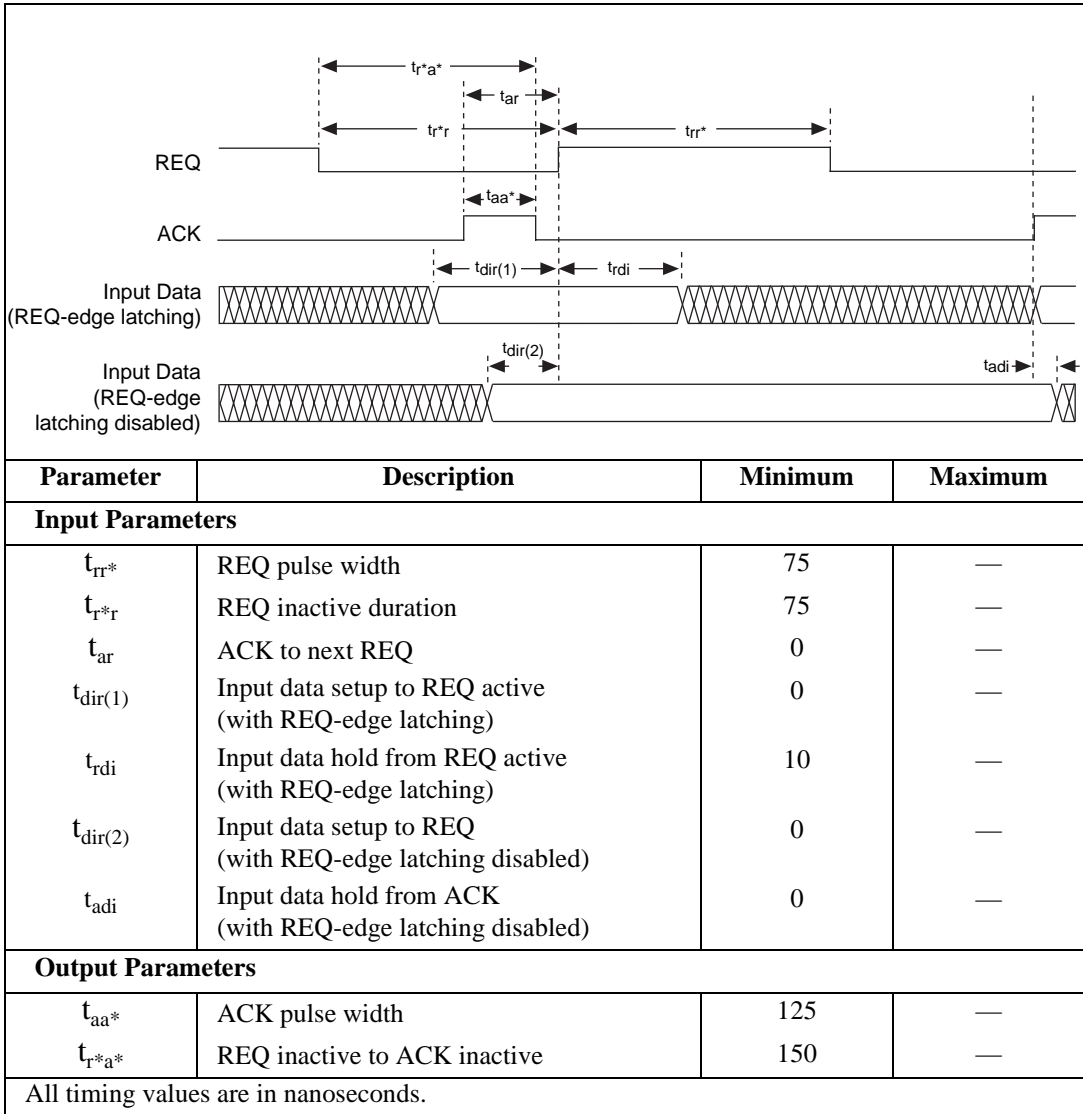 tr*a*
tar
tr*r
trr*
REQ
taa*
ACK
tdir(1)
trdi
Input Data
(REQ-edge latching)
tdir(2)
tadi
Input Data
(REQ-edge
latching disabled)
Parameter Description Minimum Maximum
Input Parameters
trr* REQ pulse width 75 —
tr*r REQ inactive duration 75 —
tar ACK to next REQ 0 —
tdir(1) Input data setup to REQ active 0 —
(with REQ-edge latching)
trdi Input data hold from REQ active 10 —
(with REQ-edge latching)
tdir(2) Input data setup to REQ 0 —
(with REQ-edge latching disabled)
tadi Input data hold from ACK 0 —
(with REQ-edge latching disabled)
Output Parameters
taa* ACK pulse width 125 —
tr*a* REQ inactive to ACK inactive 150 —
All timing values are in nanoseconds.